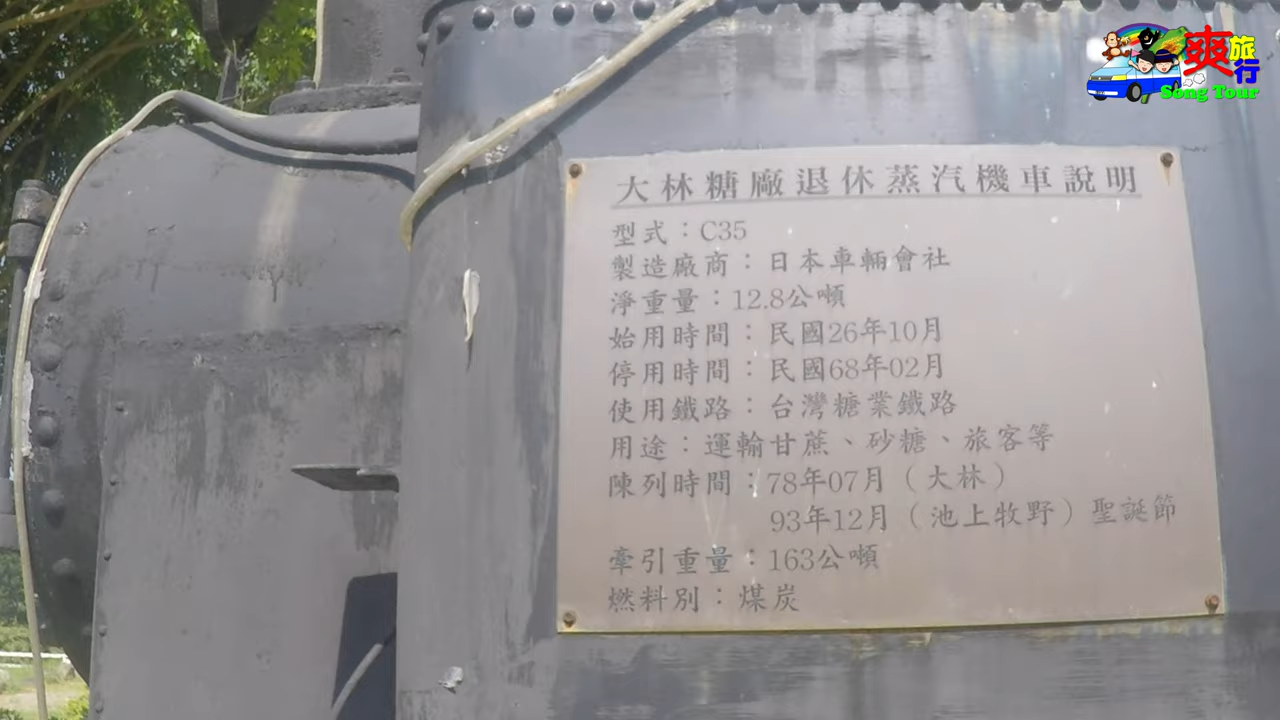 爽旅行
Song Tour
大林糖廠退休蒸汽機車說明
型式：C35
製造廠商：日本車輛會社
淨重量：12.8公噸
始用時間：民國26年10月
停用時間：民國68年02月
使用鐵路：台灣糖業鐵路
用途：運輸甘蔗、砂糖、旅客等
陳列時間：78年07月（大林）
93年12月（池上牧野）聖誕節
牽引重量：163公噸
燃料別：煤炭